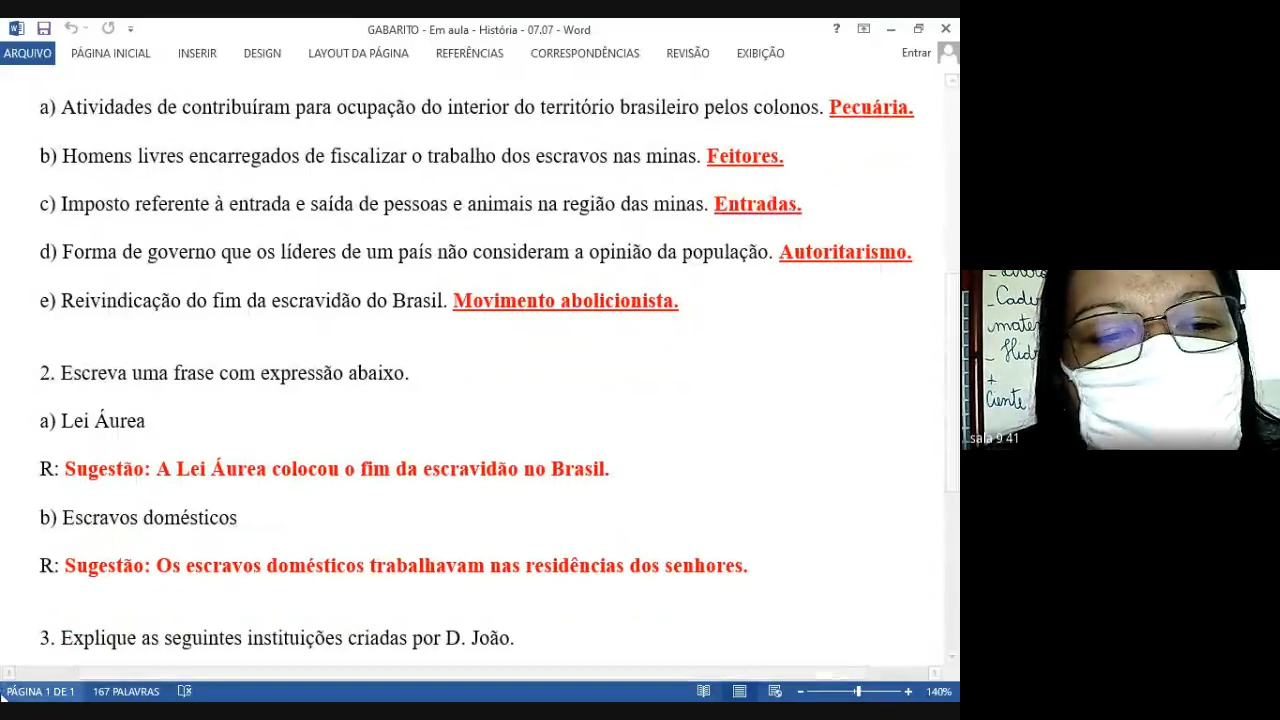 GABARITO - Em aula - História - 07.07 - Word
?
ARQUIVO PÁGINA INICIAL INSERIR DESIGN LAYOUT DA PÁGINA REFERÊNCIAS CORRESPONDÊNCIAS REVISÃO EXIBIÇÃO Entrar
a) Atividades de contribuíram para ocupação do interior do território brasileiro pelos colonos. Pecuária.
b) Homens livres encarregados de fiscalizar o trabalho dos escravos nas minas. Feitores.
c) Imposto referente à entrada e saída de pessoas e animais na região das minas. Entradas.
d) Forma de governo que os líderes de um país não consideram a opinião da população. Autoritarismo.
e) Reivindicação do fim da escravidão do Brasil. Movimento abolicionista.
2. Escreva uma frase com expressão abaixo.
a) Lei Áurea
R: Sugestão: A Lei Áurea colocou o fim da escravidão no Brasil.
b) Escravos domésticos
R: Sugestão: Os escravos domésticos trabalhavam nas residências dos senhores.
3. Explique as seguintes instituições criadas por D. João.
PÁGINA 1 DE 1 167 PALAVRAS 140%
- Cader
mater
- Hid
+
Ciente
sala 9 41